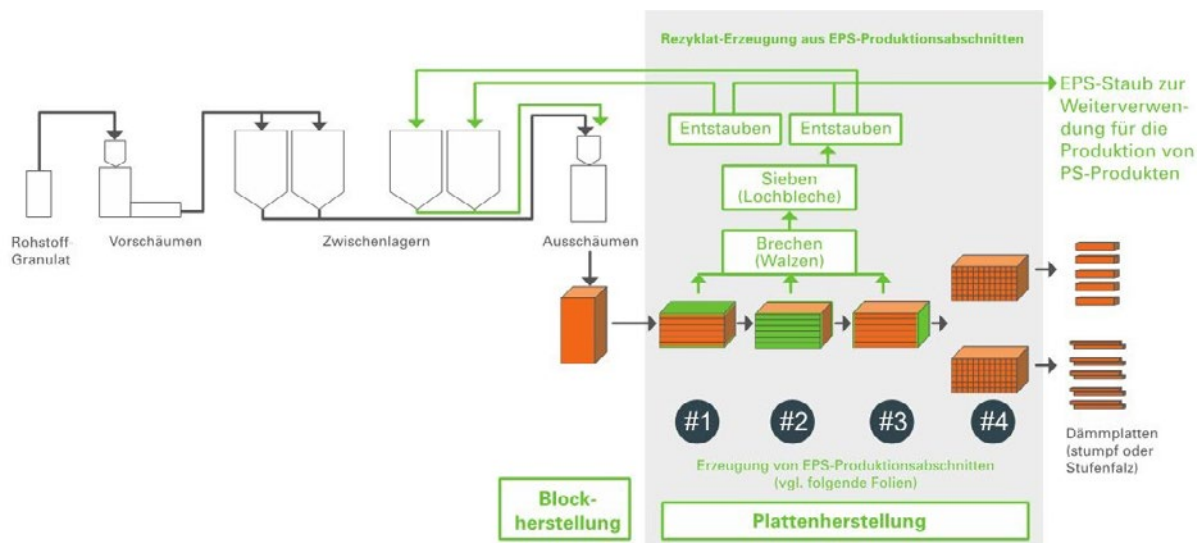 Rezyklat-Erzeugung aus EPS-Produktionsabschnitten
EPS-Staub zur
Weiterverwen-
dung für die
Produktion von
PS-Produkten
Entstauben
Entstauben
Sieben
(Lochbleche)
Brechen
(Walzen)
Rohstoff-
Granulat
Vorschäumen
Zwischenlagern
Ausschäumen
#1
#2
#3
#4
Dämmplatten
(stumpf oder
Stufenfalz)
Erzeugung von EPS-Produktionsabschnitten
(vgl. folgende Folien)
Block-
herstellung
Plattenherstellung